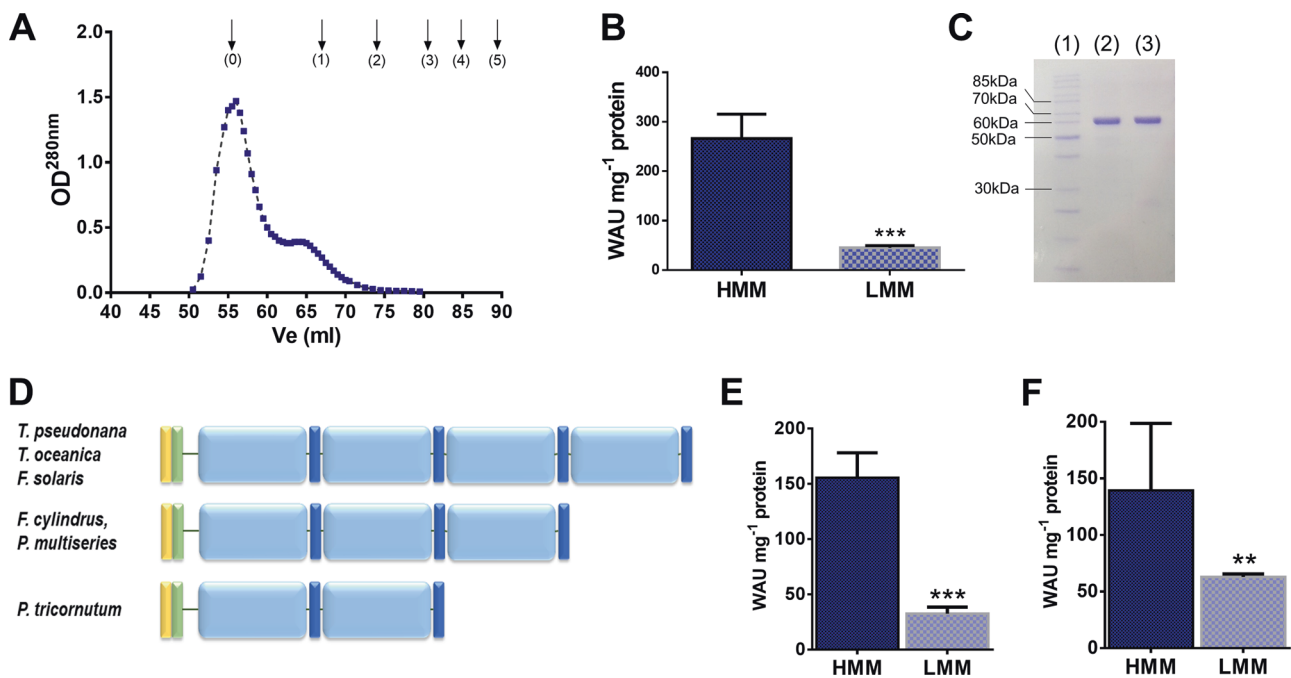 A
OD280nm
2.0
1.5
1.0
0.5
0.0
(0) (1) (2) (3) (4) (5)
40 45 50 55 60 65 70 75 80 85 90
Ve (ml)
B
WAU mg-1 protein
400
300
200
100
0
***
HMM LMM
C
(1) (2) (3)
85kDa
70kDa
60kDa
50kDa
30kDa
D
T. pseudonana
T. oceanica
F. solaris
F. cylindrus,
P. multiseries
P. tricornutum
E
WAU mg-1 protein
200
150
100
50
0
***
HMM LMM
F
WAU mg-1 protein
200
150
100
50
0
**
HMM LMM